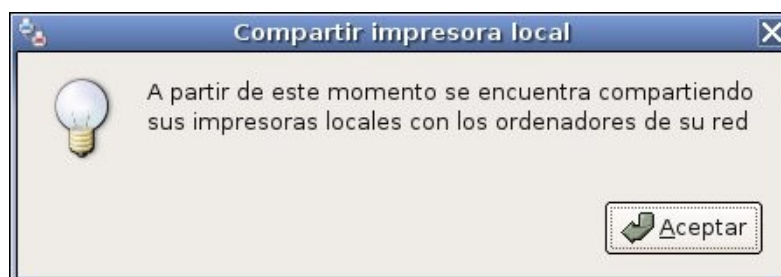 Compartir impresora local
A partir de este momento se encuentra compartiendo
sus impresoras locales con los ordenadores de su red
Aceptar